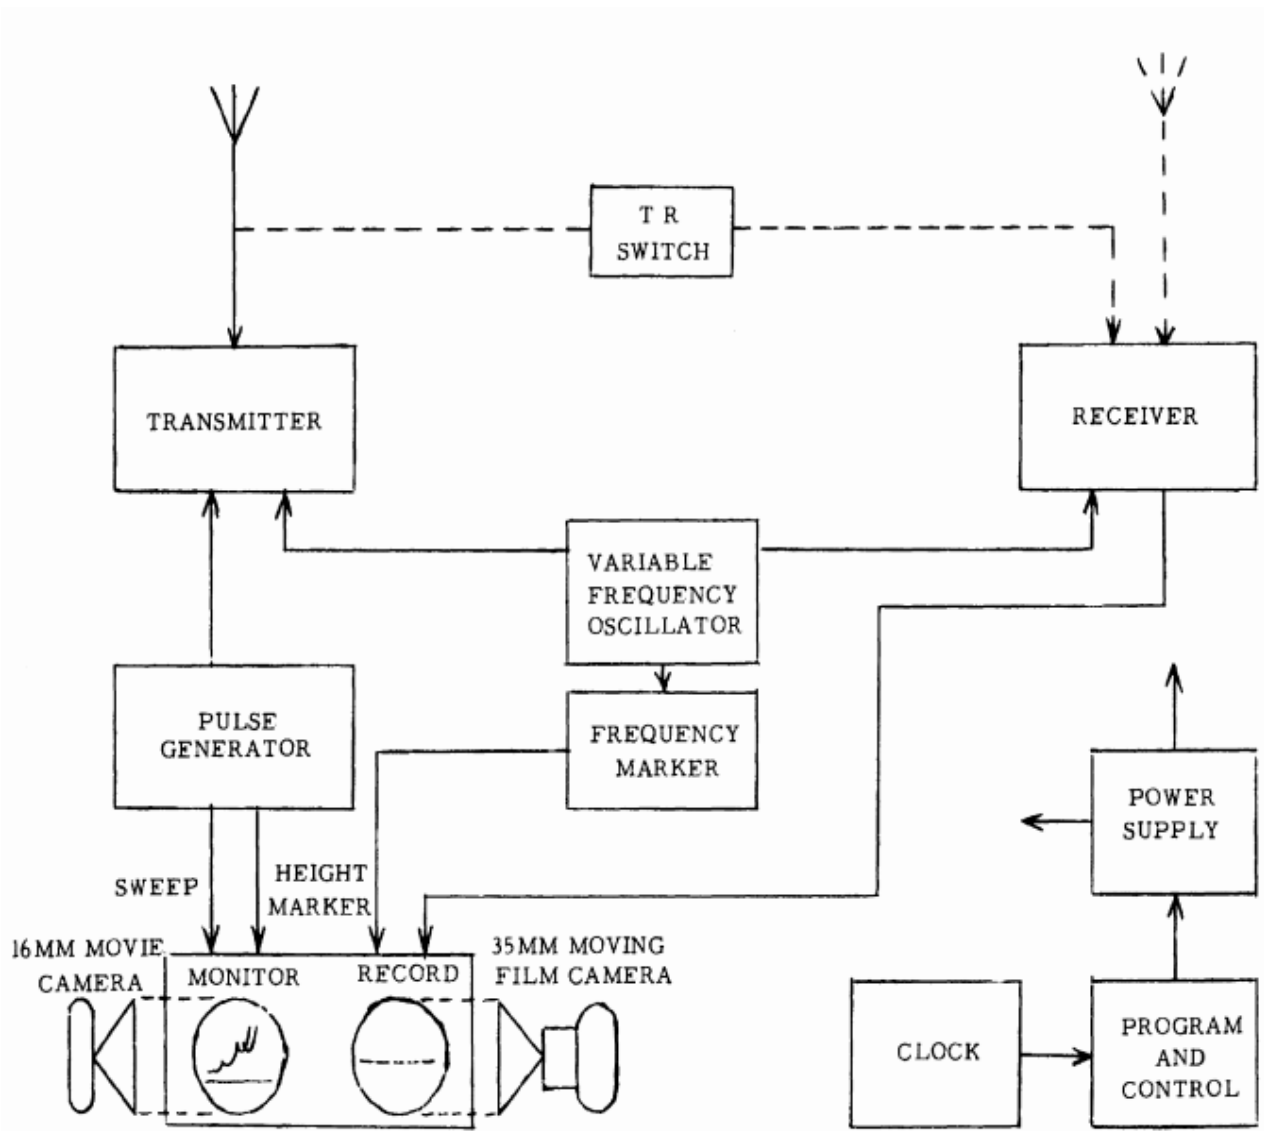 T R
SWITCH
TRANSMITTER
RECEIVER
VARIABLE
FREQUENCY
OSCILLATOR
PULSE
GENERATOR
FREQUENCY
MARKER
POWER
SUPPLY
SWEEP
HEIGHT
MARKER
16MM MOVIE
CAMERA
MONITOR
RECORD
35MM MOVING
FILM CAMERA
CLOCK
PROGRAM
AND
CONTROL